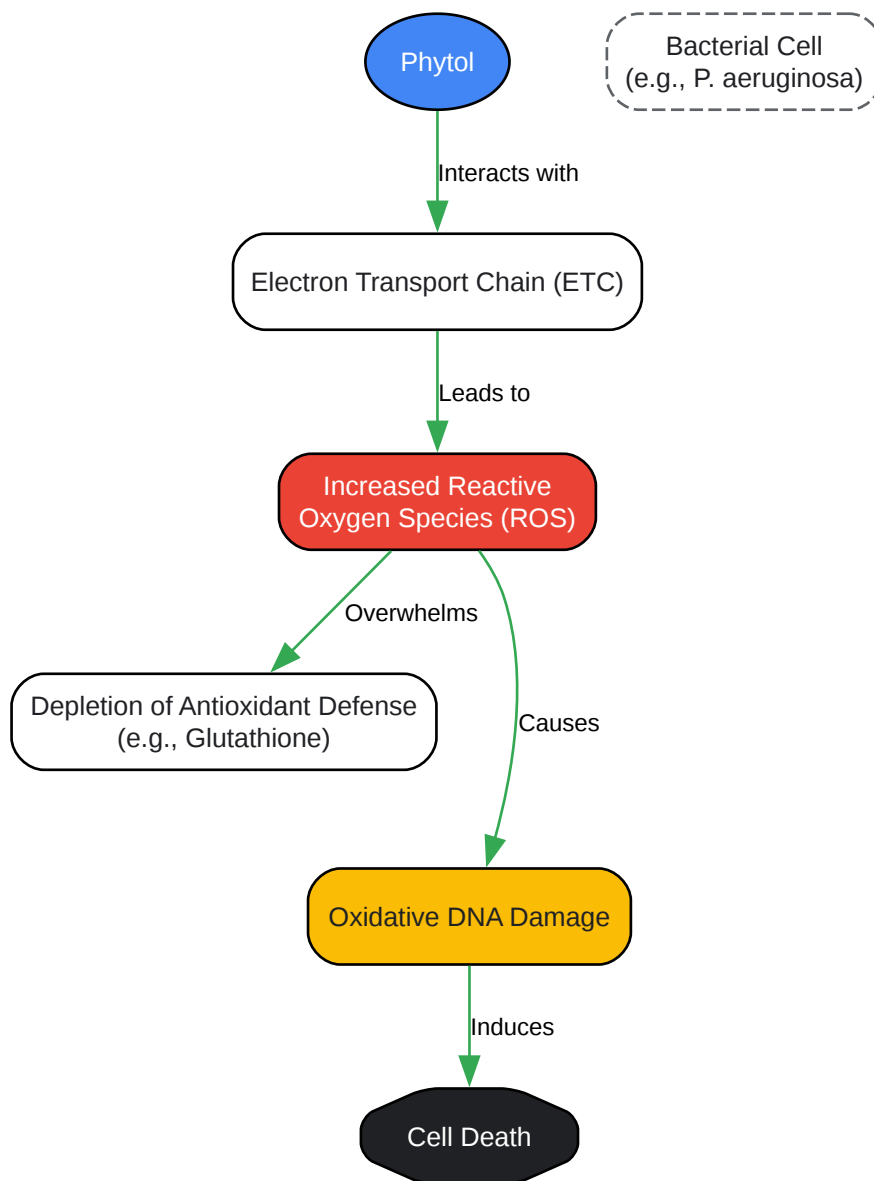 Phytol
Bacterial Cell
(e.g., P. aeruginosa)
Interacts with
Electron Transport Chain (ETC)
Leads to
Increased Reactive
Oxygen Species (ROS)
Overwhelms
Depletion of Antioxidant Defense
(e.g., Glutathione)
Causes
Oxidative DNA Damage
Induces
Cell Death